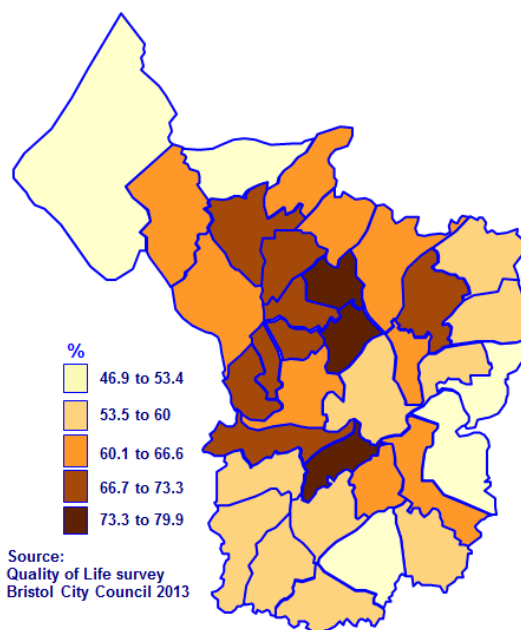 %
46.9 to 53.4
53.5 to 60
60.1 to 66.6
66.7 to 73.3
73.3 to 79.9
Source:
Quality of Life survey
Bristol City Council 2013